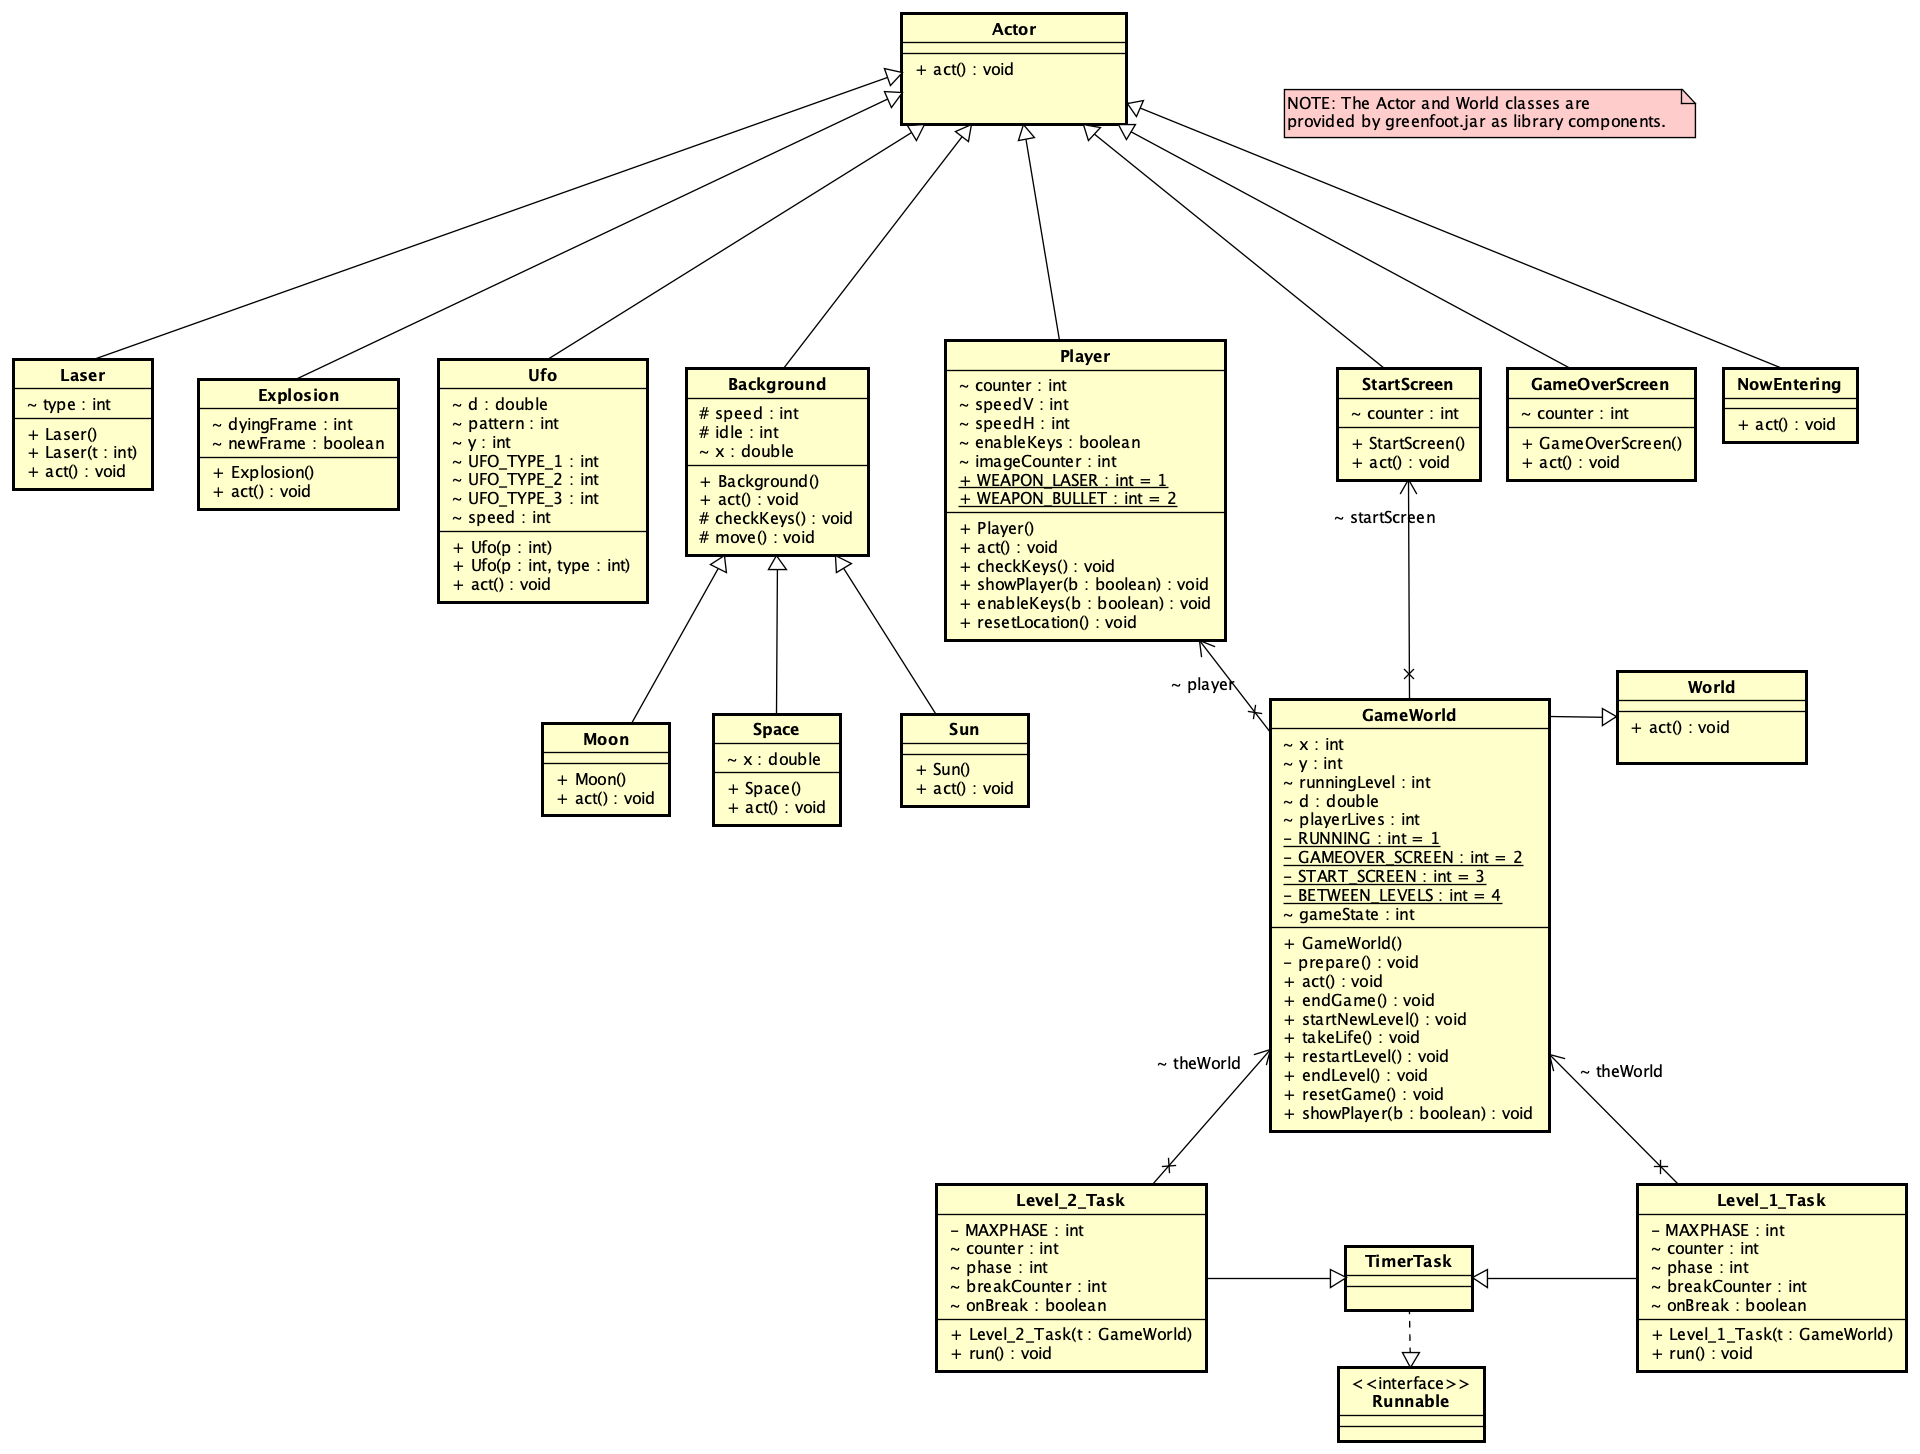 Actor
+ act() : void
NOTE: The Actor and World classes are
provided by greenfoot.jar as library components.
Laser
~ type : int
+ Laser()
+ Laser(t : int)
+ act() : void
Explosion
~ dyingFrame : int
~ newFrame : boolean
+ Explosion()
+ act() : void
Ufo
~ d : double
~ pattern : int
~ y : int
~ UFO_TYPE_1 : int
~ UFO_TYPE_2 : int
~ UFO_TYPE_3 : int
~ speed : int
+ Ufo(p : int)
+ Ufo(p : int, type : int)
+ act() : void
Background
# speed : int
# idle : int
~ x : double
+ Background()
+ act() : void
# checkKeys() : void
# move() : void
Player
~ counter : int
~ speedV : int
~ speedH : int
~ enableKeys : boolean
~ imageCounter : int
+ WEAPON_LASER : int = 1
+ WEAPON_BULLET : int = 2
+ Player()
+ act() : void
+ checkKeys() : void
+ showPlayer(b : boolean) : void
+ enableKeys(b : boolean) : void
+ resetLocation() : void
StartScreen
~ counter : int
+ StartScreen()
+ act() : void
GameOverScreen
~ counter : int
+ GameOverScreen()
+ act() : void
NowEntering
+ act() : void
~ startScreen
~ player
Moon
+ Moon()
+ act() : void
Space
~ x : double
+ Space()
+ act() : void
Sun
+ Sun()
+ act() : void
GameWorld
~ x : int
~ y : int
~ runningLevel : int
~ d : double
~ playerLives : int
- RUNNING : int = 1
- GAMEOVER_SCREEN : int = 2
- START_SCREEN : int = 3
- BETWEEN_LEVELS : int = 4
~ gameState : int
+ GameWorld()
- prepare() : void
+ act() : void
+ endGame() : void
+ startNewLevel() : void
+ takeLife() : void
+ restartLevel() : void
+ endLevel() : void
+ resetGame() : void
+ showPlayer(b : boolean) : void
World
+ act() : void
~ theWorld
~ theWorld
Level_2_Task
- MAXPHASE : int
~ counter : int
~ phase : int
~ breakCounter : int
~ onBreak : boolean
+ Level_2_Task(t : GameWorld)
+ run() : void
TimerTask
Level_1_Task
- MAXPHASE : int
~ counter : int
~ phase : int
~ breakCounter : int
~ onBreak : boolean
+ Level_1_Task(t : GameWorld)
+ run() : void
<<interface>>
Runnable